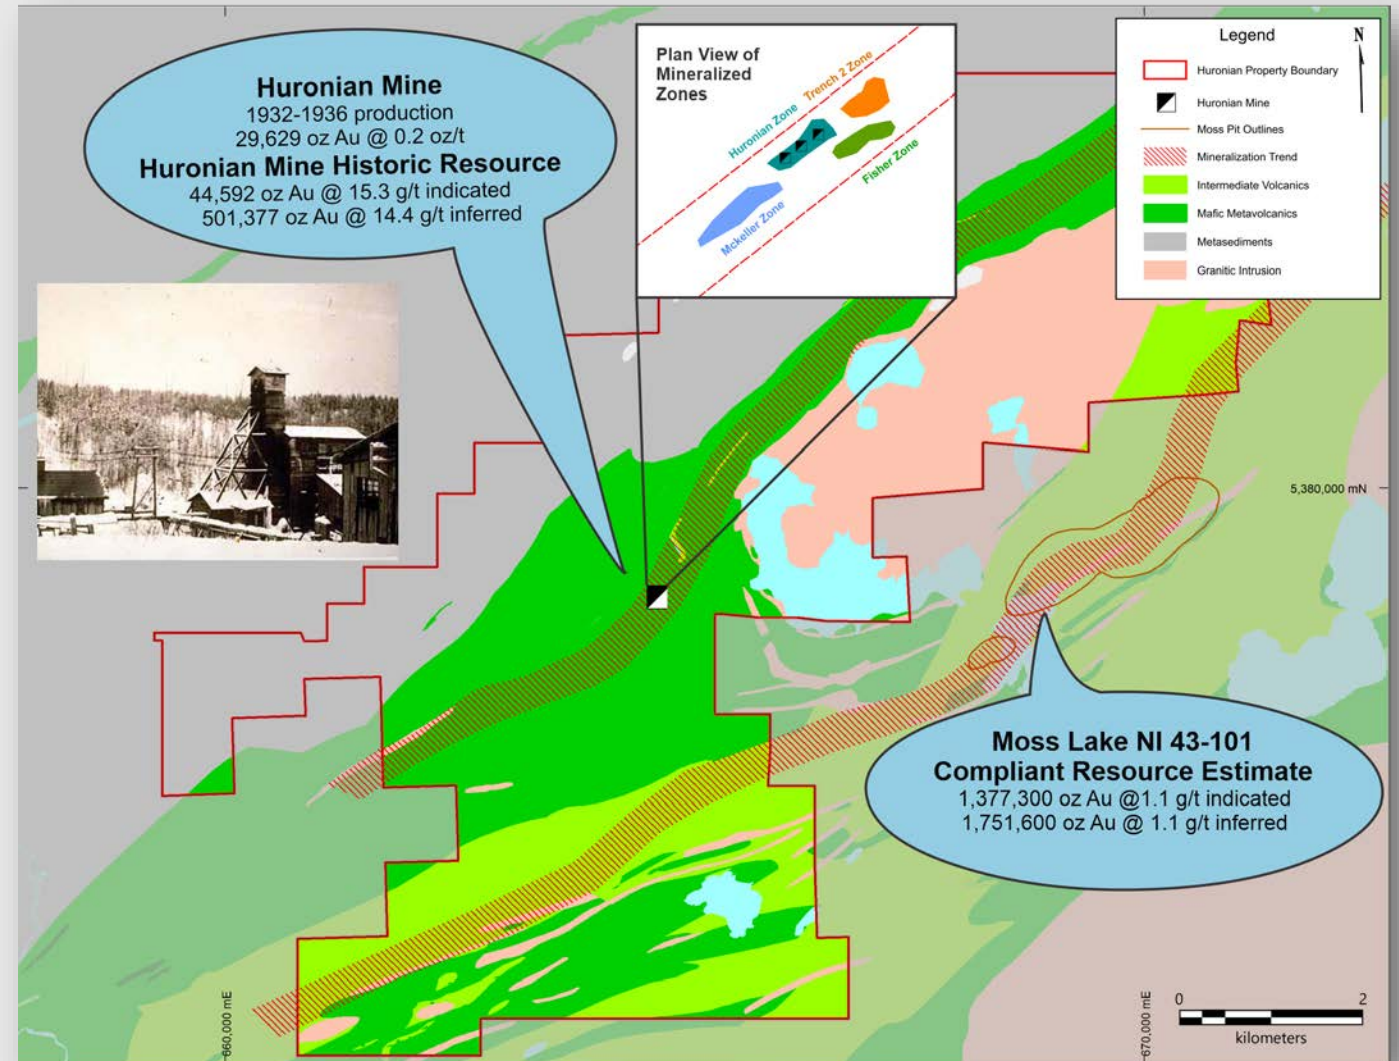 Huronian Mine
1932-1936 production
29,629 oz Au @ 0.2 oz/t
Huronian Mine Historic Resource
44,592 oz Au @ 15.3 g/t indicated
501,377 oz Au @ 14.4 g/t inferred
Plan View of
Mineralized
Zones
Trench 2 Zone
Huronian Zone
Fisher Zone
Mckeller Zone
Legend
N
Huronian Property Boundary
Huronian Mine
Moss Pit Outlines
Mineralization Trend
Intermediate Volcanics
Mafic Metavolcanics
Metasediments
Granitic Intrusion
5,380,000 mN
Moss Lake NI 43-101
Compliant Resource Estimate
1,377,300 oz Au @1.1 g/t indicated
1,751,600 oz Au @ 1.1 g/t inferred
660,000 mE
670,000 mE
0 2
kilometers